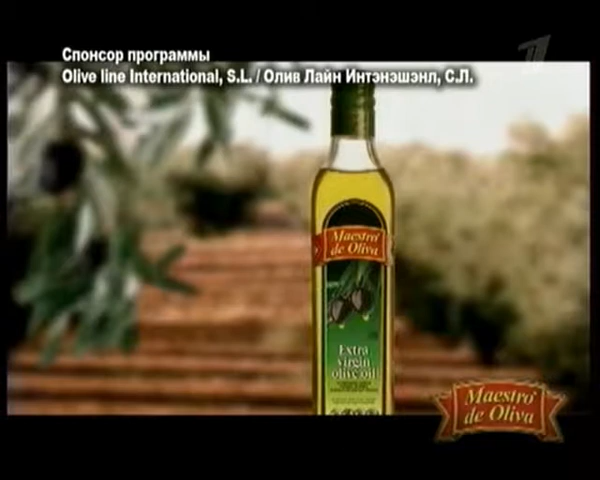 Спонсор программы
Olive line International, S.L. / Олив Лайн Интэнэшэнл, С.Л.
Maestro
de Oliva
Extra
virgin
olive oil
Maestro
de Oliva